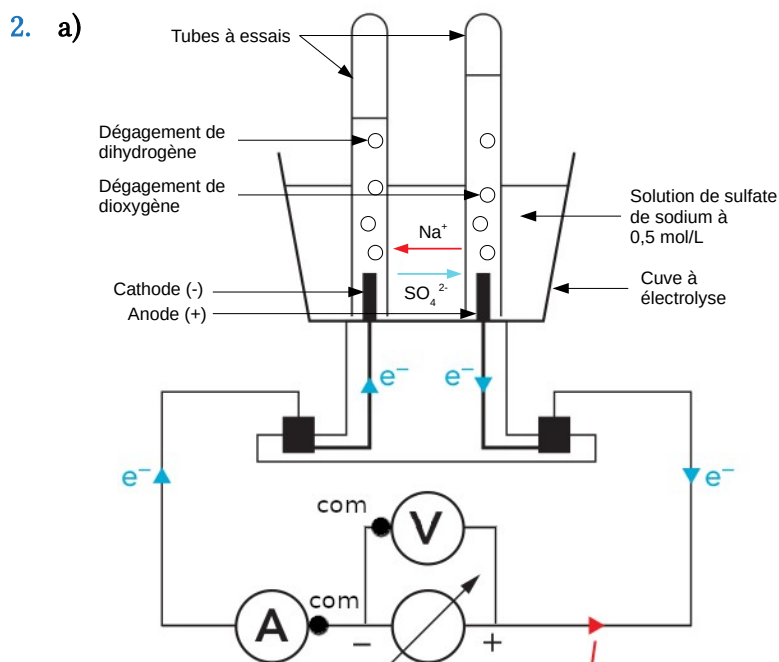 2. a)
Tubes à essais
Dégagement de
dihydrogène
Dégagement de
dioxygène
Na⁺
SO₄²⁻
Solution de sulfate
de sodium à
0,5 mol/L
Cathode (-)
Anode (+)
Cuve à
électrolyse
e⁻
e⁻
e⁻
e⁻
com
V
com
A
−
+
I